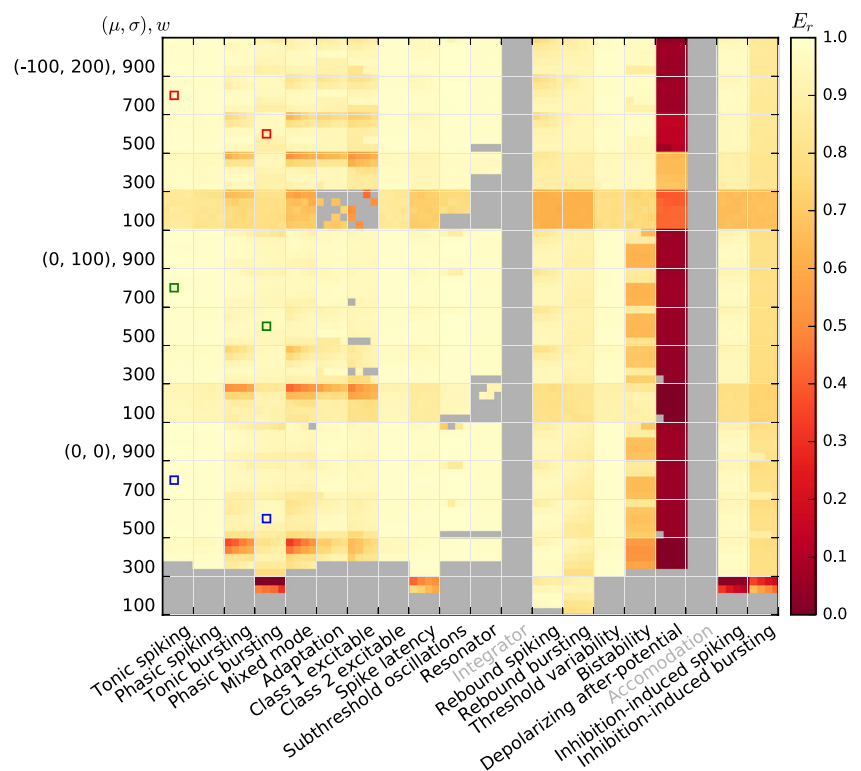 (μ, σ), w
E_r
(-100, 200), 900
700
500
300
100
(0, 100), 900
700
500
300
100
(0, 0), 900
700
500
300
100
1.0
0.9
0.8
0.7
0.6
0.5
0.4
0.3
0.2
0.1
0.0
Tonic spiking
Phasic spiking
Tonic bursting
Phasic bursting
Mixed mode
Adaptation
Class 1 excitable
Class 2 excitable
Spike latency
Subthreshold oscillations
Resonator
Integrator
Rebound spiking
Rebound bursting
Threshold variability
Bistability
Depolarizing after-potential
Accomodation
Inhibition-induced spiking
Inhibition-induced bursting